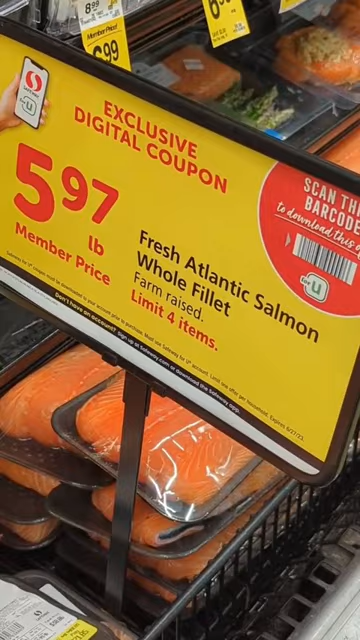 8.99
Member Price!
6.99
EXCLUSIVE
DIGITAL COUPON
5.97
lb
Member Price
Fresh Atlantic Salmon
Whole Fillet
Farm raised.
Limit 4 items.
SCAN TH
BARCODE
to download this
for U
Don't have an account? Sign up at Safeway.com or download the Safeway app.